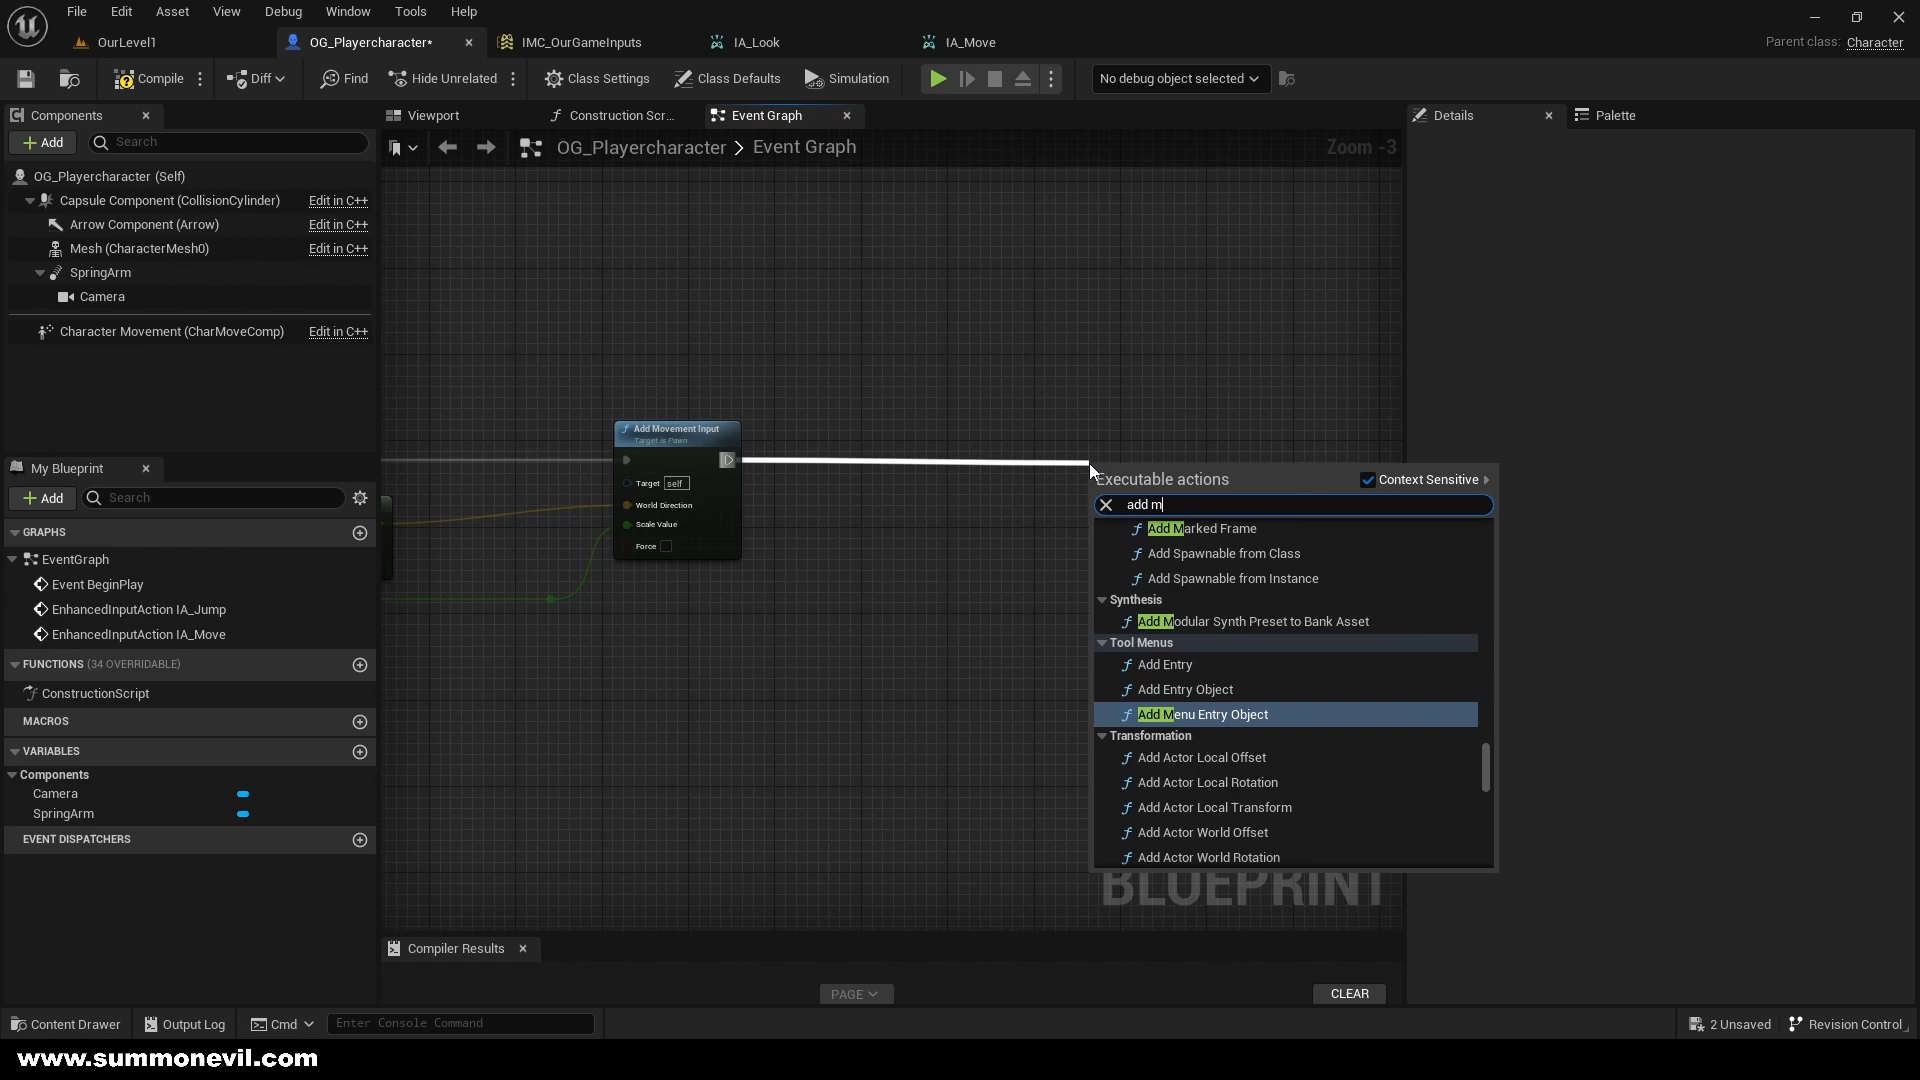 File Edit Asset View Debug Window Tools Help
OurLevel1 OG_Playercharacter* IMC_OurGameInputs IA_Look IA_Move
Parent class: Character
Compile Diff Find Hide Unrelated Class Settings Class Defaults Simulation No debug object selected
Components
Add Search
OG_Playercharacter (Self)
Capsule Component (CollisionCylinder) Edit in C++
Arrow Component (Arrow) Edit in C++
Mesh (CharacterMesh0) Edit in C++
SpringArm
Camera
Character Movement (CharMoveComp) Edit in C++
My Blueprint
Add Search
GRAPHS
EventGraph
Event BeginPlay
EnhancedInputAction IA_Jump
EnhancedInputAction IA_Move
FUNCTIONS (34 OVERRIDABLE)
ConstructionScript
MACROS
VARIABLES
Components
Camera
SpringArm
EVENT DISPATCHERS
Viewport Construction Scr... Event Graph
OG_Playercharacter > Event Graph
Zoom -3
Add Movement Input
Target is Pawn
Target self
World Direction
Scale Value
Force
Executable actions Context Sensitive
add m
Add Marked Frame
Add Spawnable from Class
Add Spawnable from Instance
Synthesis
Add Modular Synth Preset to Bank Asset
Tool Menus
Add Entry
Add Entry Object
Add Menu Entry Object
Transformation
Add Actor Local Offset
Add Actor Local Rotation
Add Actor Local Transform
Add Actor World Offset
Add Actor World Rotation
BLUEPRINT
Compiler Results
PAGE
CLEAR
Details Palette
Content Drawer Output Log Cmd Enter Console Command 2 Unsaved Revision Control
www.summonevil.com